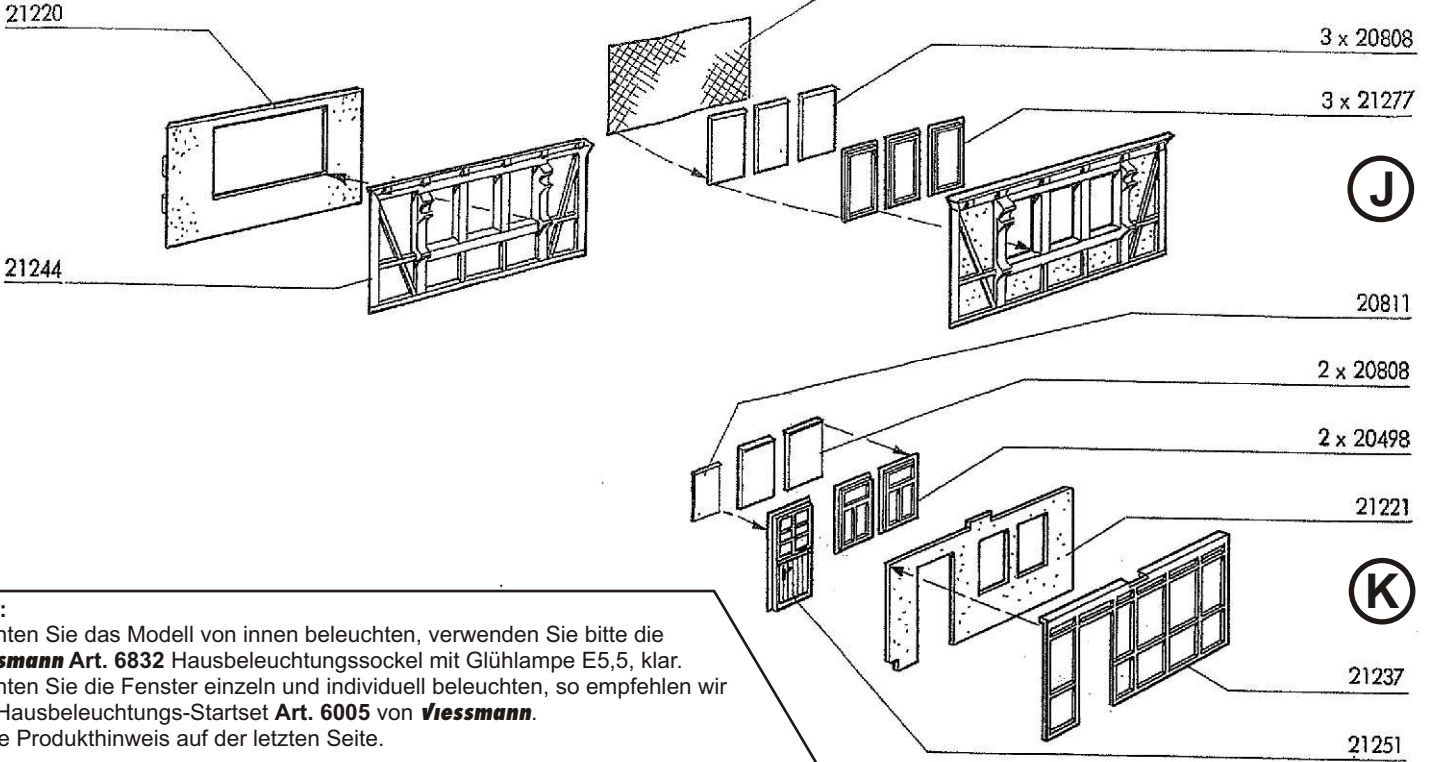 21220
3 x 20808
3 x 21277
J
21244
20811
2 x 20808
2 x 20498
21221
K
21237
21251
:
nten Sie das Modell von innen beleuchten, verwenden Sie bitte die
ssmann Art. 6832 Hausbeleuchtungssockel mit Glühlampe E5,5, klar.
nten Sie die Fenster einzeln und individuell beleuchten, so empfehlen wir
Hausbeleuchtungs-Startset Art. 6005 von Viessmann.
e Produkthinweis auf der letzten Seite.